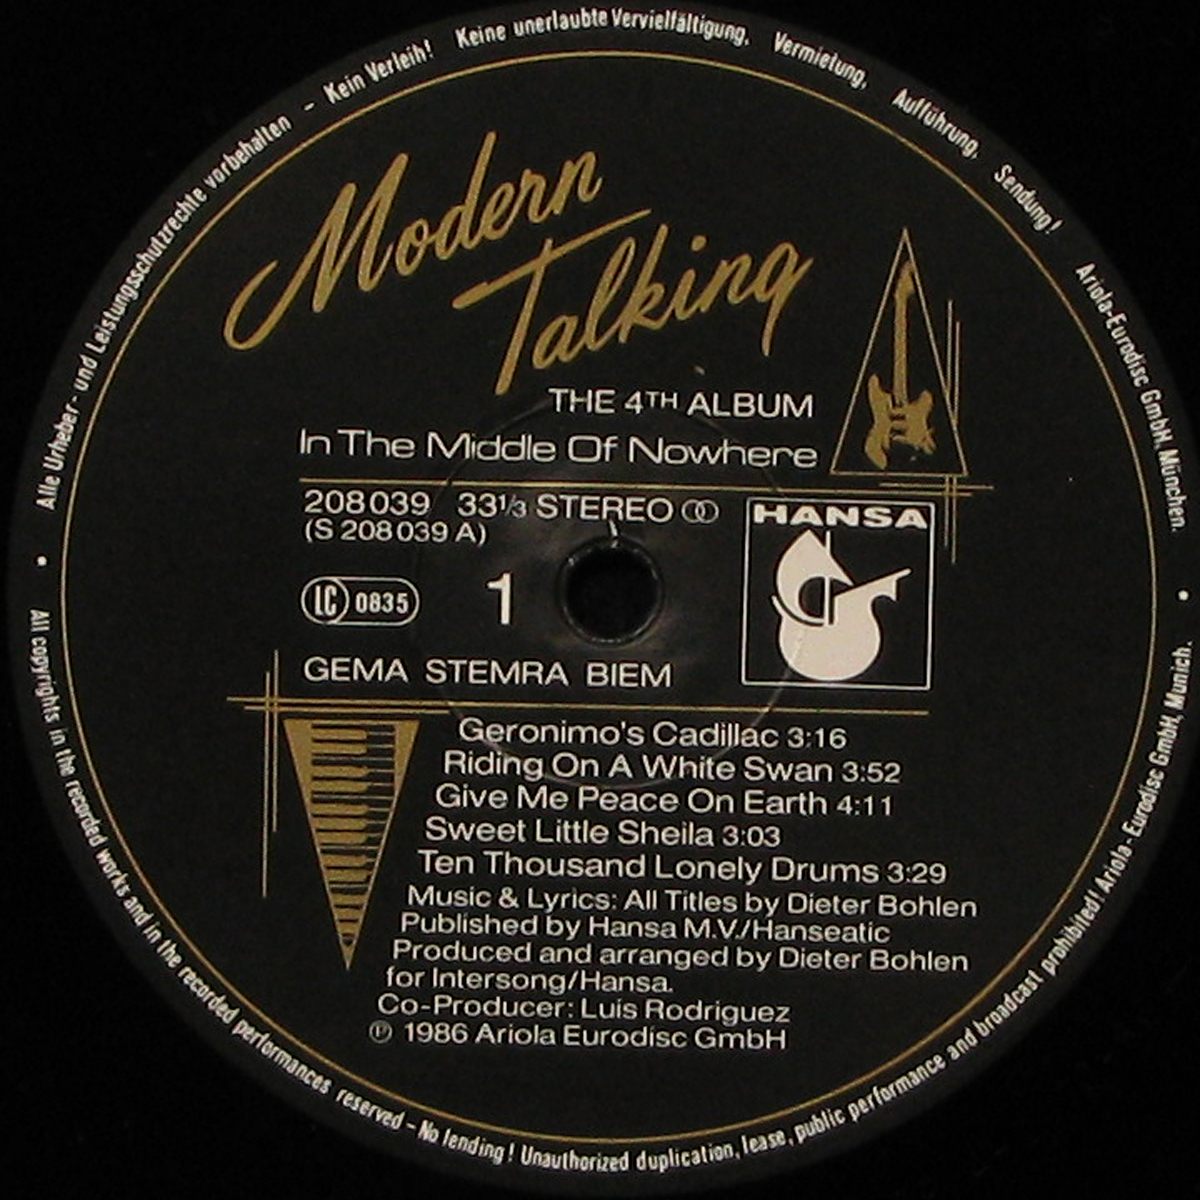 Alle Urheber- und Leistungsschutzrechte vorbehalten - Kein Verleih! Keine unerlaubte Vervielfältigung, Vermietung, Aufführung, Sendung! Ariola-Eurodisc GmbH, München.
Modern
Talking
THE 4TH ALBUM
In The Middle Of Nowhere
208 039 33 1/3 STEREO
(S 208 039 A)
HANSA
LC 0835
1
GEMA STEMRA BIEM
Geronimo's Cadillac 3:16
Riding On A White Swan 3:52
Give Me Peace On Earth 4:11
Sweet Little Sheila 3:03
Ten Thousand Lonely Drums 3:29
Music & Lyrics: All Titles by Dieter Bohlen
Published by Hansa M.V./Hanseatic
Produced and arranged by Dieter Bohlen
for Intersong/Hansa.
Co-Producer: Luis Rodriguez
℗ 1986 Ariola Eurodisc GmbH
All copyrights in the recorded works and in the recorded performances reserved - No lending! Unauthorized duplication, lease, public performance and broadcast prohibited! Ariola-Eurodisc GmbH, Munich.